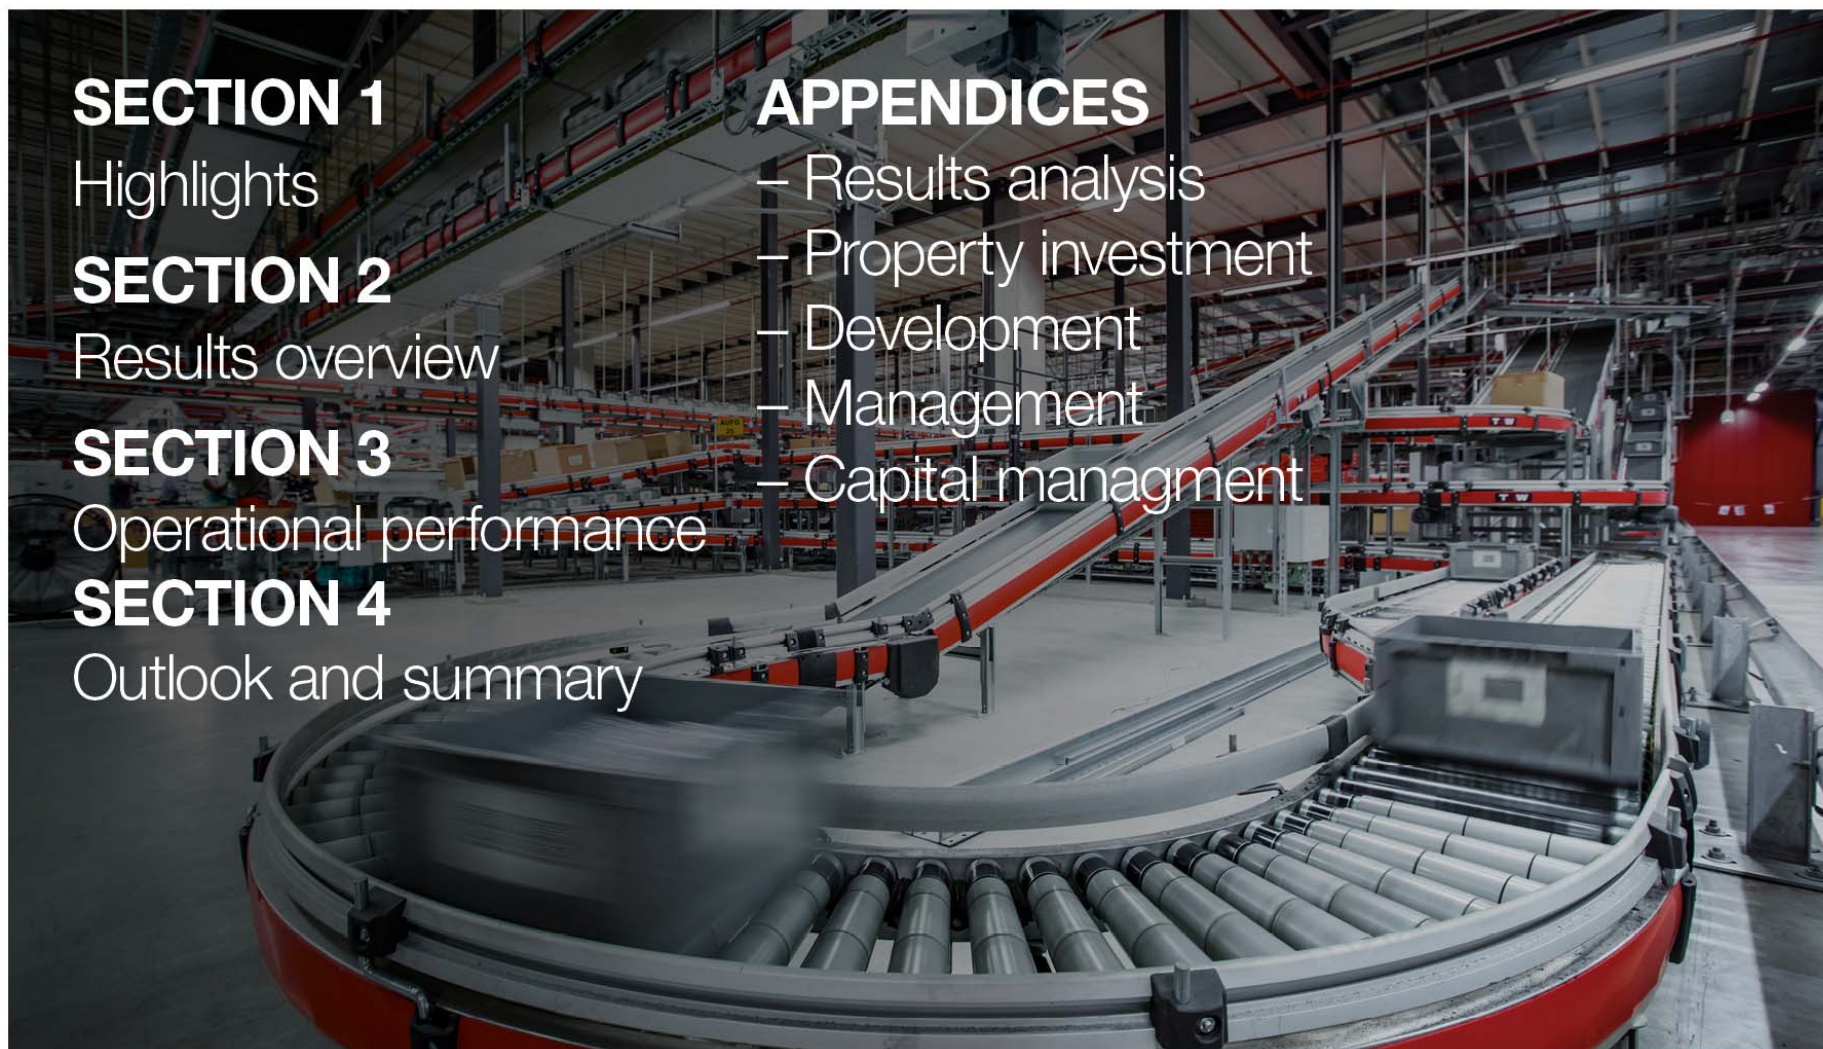 SECTION 1
Highlights
SECTION 2
Results overview
SECTION 3
Operational performance
SECTION 4
Outlook and summary
APPENDICES
– Results analysis
– Property investment
– Development
– Management
– Capital managment
AUFG
T W
T W